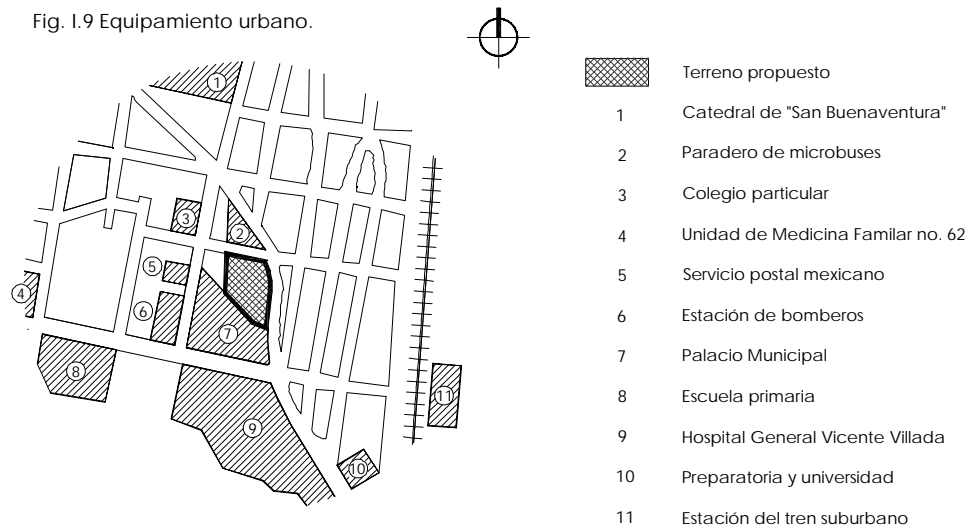 Fig. I.9 Equipamiento urbano.
Terreno propuesto
1 Catedral de "San Buenaventura"
2 Paradero de microbuses
3 Colegio particular
4 Unidad de Medicina Familar no. 62
5 Servicio postal mexicano
6 Estación de bomberos
7 Palacio Municipal
8 Escuela primaria
9 Hospital General Vicente Villada
10 Preparatoria y universidad
11 Estación del tren suburbano
1
3
2
5
4
6
7
8
11
9
10